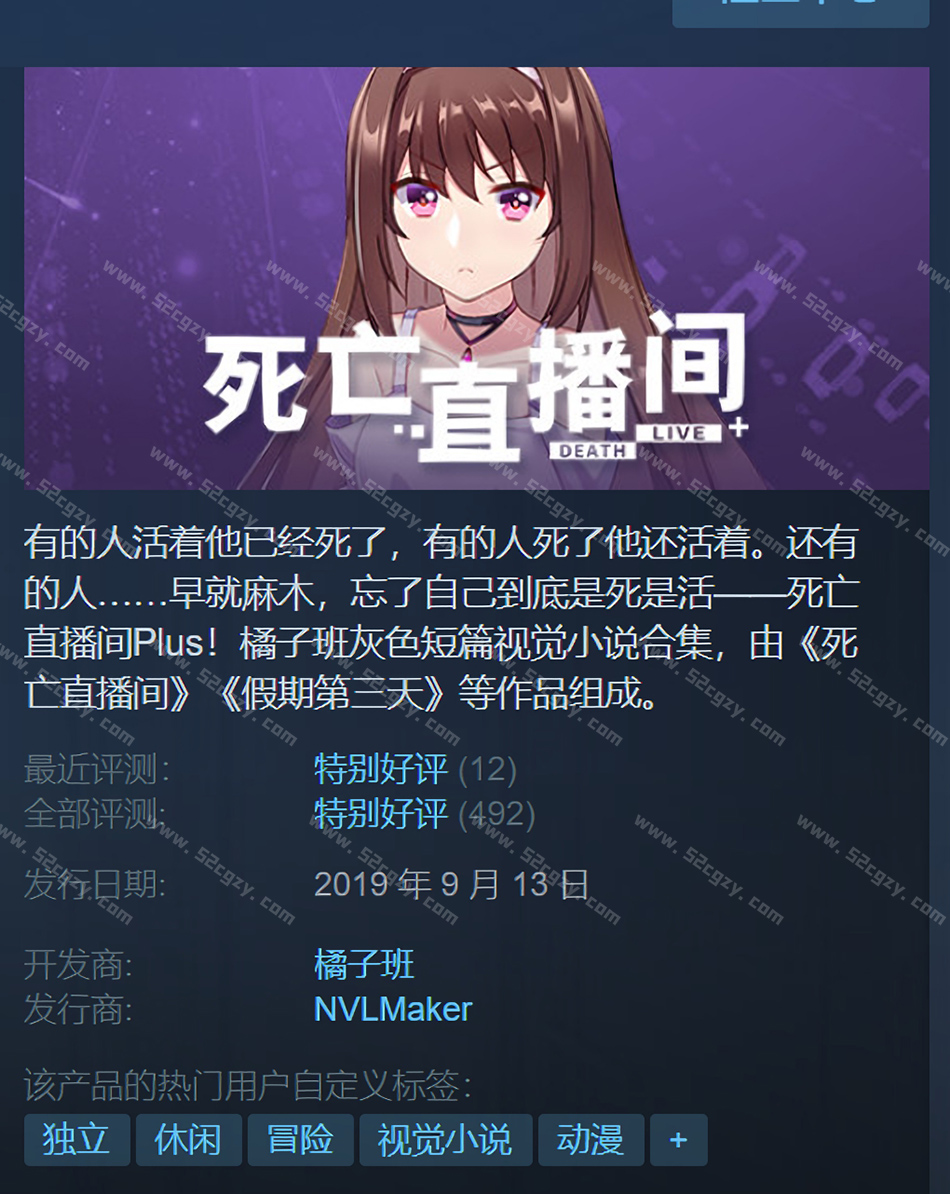 死亡直播间
DEATH LIVE +
有的人活着他已经死了，有的人死了他还活着。还有
的人……早就麻木，忘了自己到底是死是活——死亡
直播间Plus！橘子班灰色短篇视觉小说合集，由《死
亡直播间》《假期第三天》等作品组成。
最近评测： 特别好评 (12)
全部评测: 特别好评 (492)
发行日期: 2019 年 9 月 13 日
开发商: 橘子班
发行商: NVLMaker
该产品的热门用户自定义标签：
独立 休闲 冒险 视觉小说 动漫 +
www.52cgzy.com